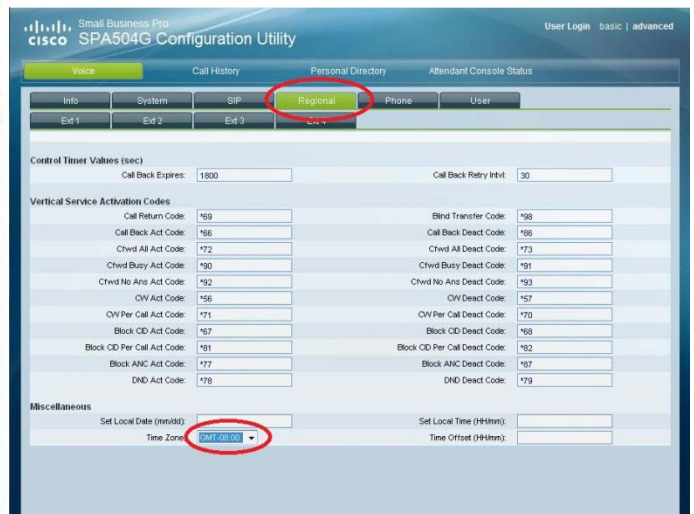 Small Business Pro
cisco SPA504G Configuration Utility
User Login basic | advanced
Voice Call History Personal Directory Attendant Console Status
Info System SIP Regional Phone User
Ext 1 Ext 2 Ext 3
Control Timer Values (sec)
Call Back Expires: 1800 Call Back Retry Intvl: 30
Vertical Service Activation Codes
Call Return Code: *69 Blind Transfer Code: *98
Call Back Act Code: *66 Call Back Deact Code: *86
Cfwd All Act Code: *72 Cfwd All Deact Code: *73
Cfwd Busy Act Code: *90 Cfwd Busy Deact Code: *91
Cfwd No Ans Act Code: *92 Cfwd No Ans Deact Code: *93
CW Act Code: *56 CW Deact Code: *57
CW Per Call Act Code: *71 CW Per Call Deact Code: *70
Block CID Act Code: *67 Block CID Deact Code: *68
Block CID Per Call Act Code: *81 Block CID Per Call Deact Code: *82
Block ANC Act Code: *77 Block ANC Deact Code: *87
DND Act Code: *78 DND Deact Code: *79
Miscellaneous
Set Local Date (mm/dd): Set Local Time (HH/mm):
Time Zone GMT-08:00 Time Offset (HH/mm):